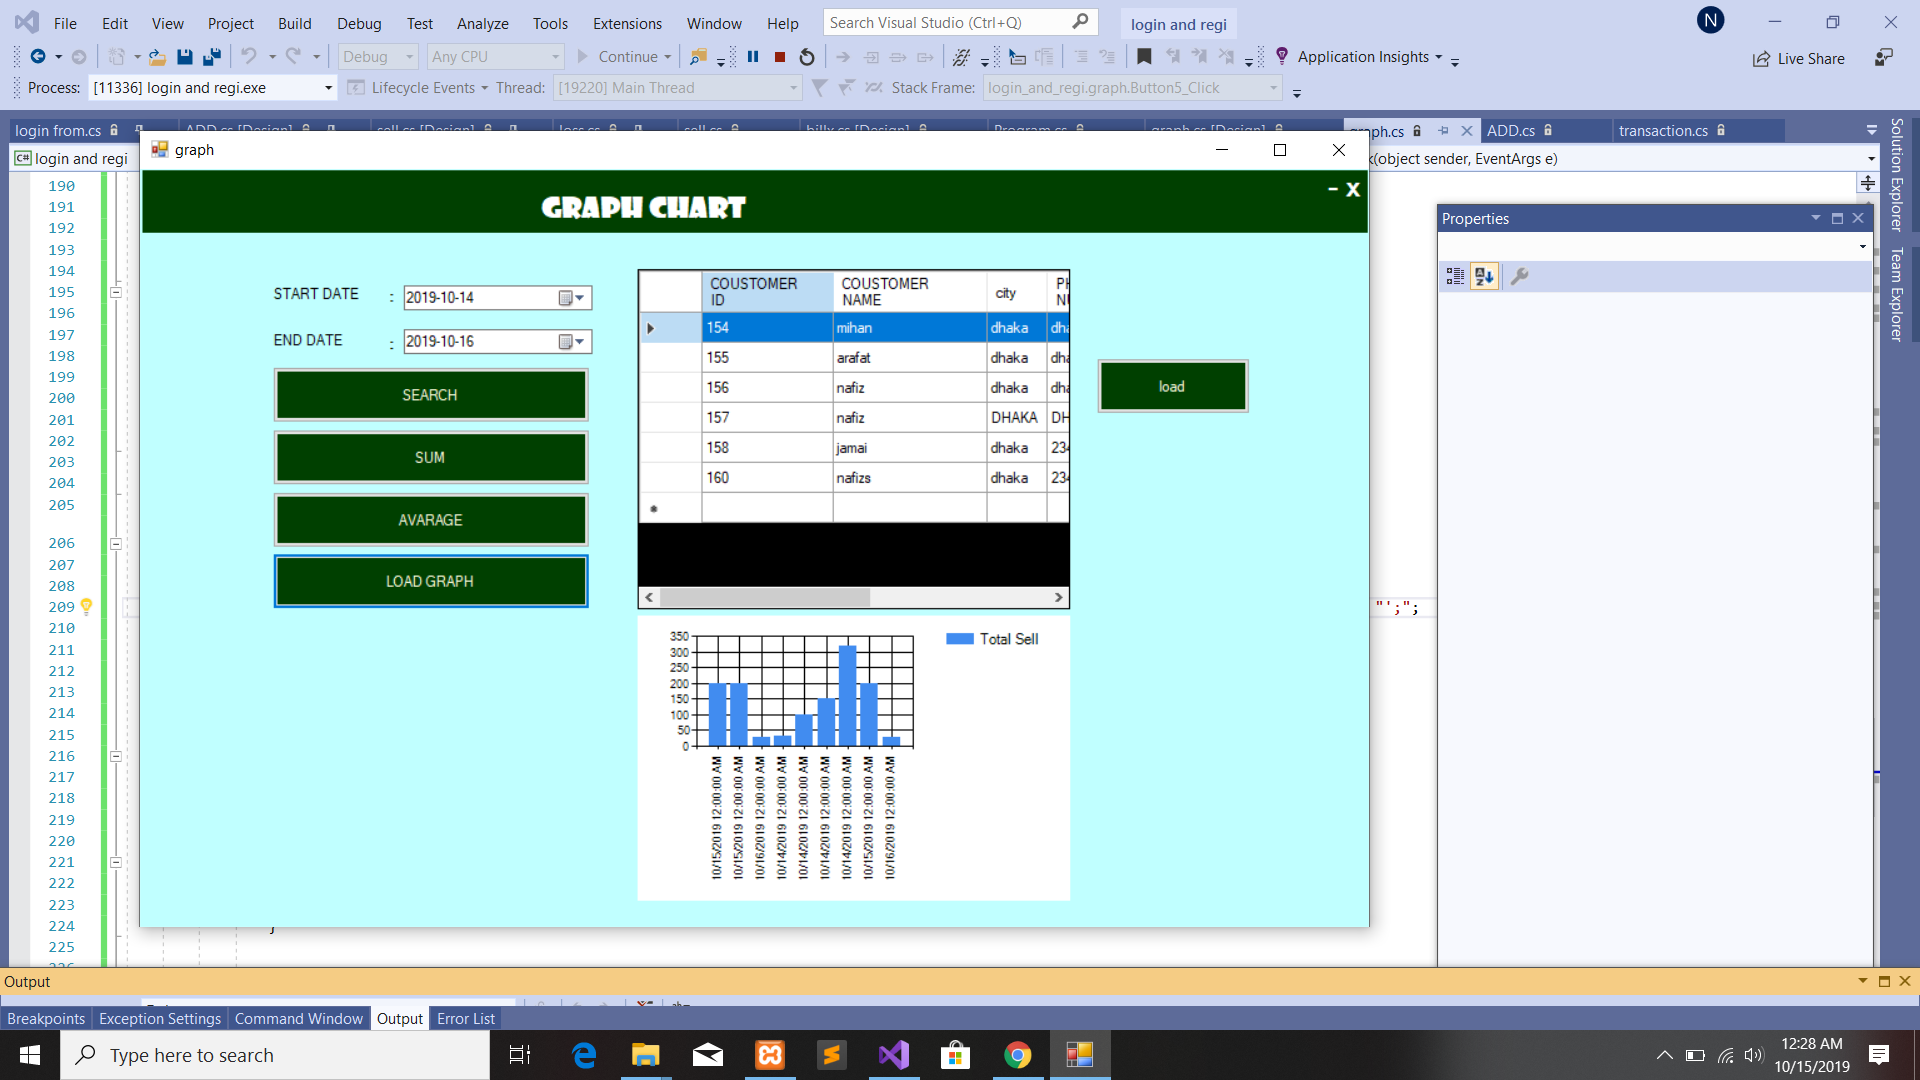 File Edit View Project Build Debug Test Analyze Tools Extensions Window Help Search Visual Studio (Ctrl+Q) login and regi N
Debug Any CPU Continue Application Insights Live Share
Process: [11336] login and regi.exe Lifecycle Events Thread: [19220] Main Thread Stack Frame: login_and_regi.graph.Button5_Click
login from.cs ADD.cs [Design] sell.cs [Design] loss.cs sell.cs billx.cs [Design] Program.cs graph.cs [Design] graph.cs ADD.cs transaction.cs
C# login and regi (object sender, EventArgs e)
graph
GRAPH CHART
- X
START DATE : 2019-10-14
END DATE : 2019-10-16
SEARCH
SUM
AVARAGE
LOAD GRAPH
COUSTOMER ID COUSTOMER NAME city
154 mihan dhaka
155 arafat dhaka
156 nafiz dhaka
157 nafiz DHAKA DH
158 jamai dhaka 234
160 nafizs dhaka 234
load
350
300
250
200
150
100
50
0
Total Sell
10/15/2019 12:00:00 AM
10/15/2019 12:00:00 AM
10/16/2019 12:00:00 AM
10/14/2019 12:00:00 AM
10/14/2019 12:00:00 AM
10/14/2019 12:00:00 AM
10/14/2019 12:00:00 AM
10/15/2019 12:00:00 AM
10/16/2019 12:00:00 AM
190
191
192
193
194
195
196
197
198
199
200
201
202
203
204
205
206
207
208
209 "';";
210
211
212
213
214
215
216
217
218
219
220
221
222
223
224 }
225
Properties
Solution Explorer
Team Explorer
Output
Breakpoints Exception Settings Command Window Output Error List
Type here to search
12:28 AM
10/15/2019